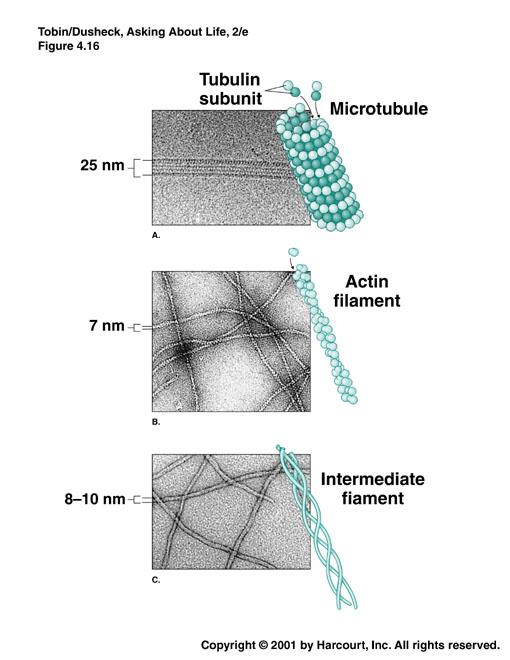 Tobin/Dusheck, Asking About Life, 2/e
Figure 4.16
Tubulin
subunit
Microtubule
25 nm
A.
Actin
filament
7 nm
B.
Intermediate
fiament
8–10 nm
C.
Copyright © 2001 by Harcourt, Inc. All rights reserved.